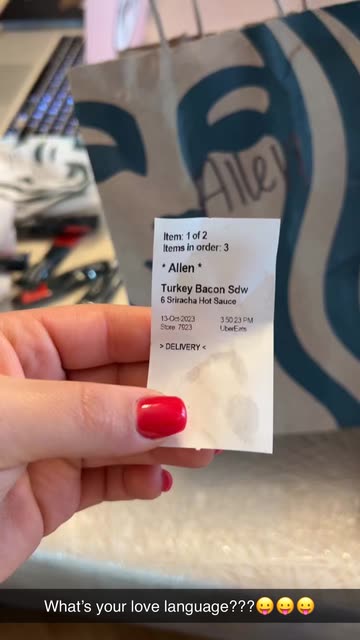 Allen
Item: 1 of 2
Items in order: 3
* Allen *
Turkey Bacon Sdw
6 Sriracha Hot Sauce
13-Oct-2023 3:50:23 PM
Store 7923 UberEats
> DELIVERY <
What's your love language???😛😛😛